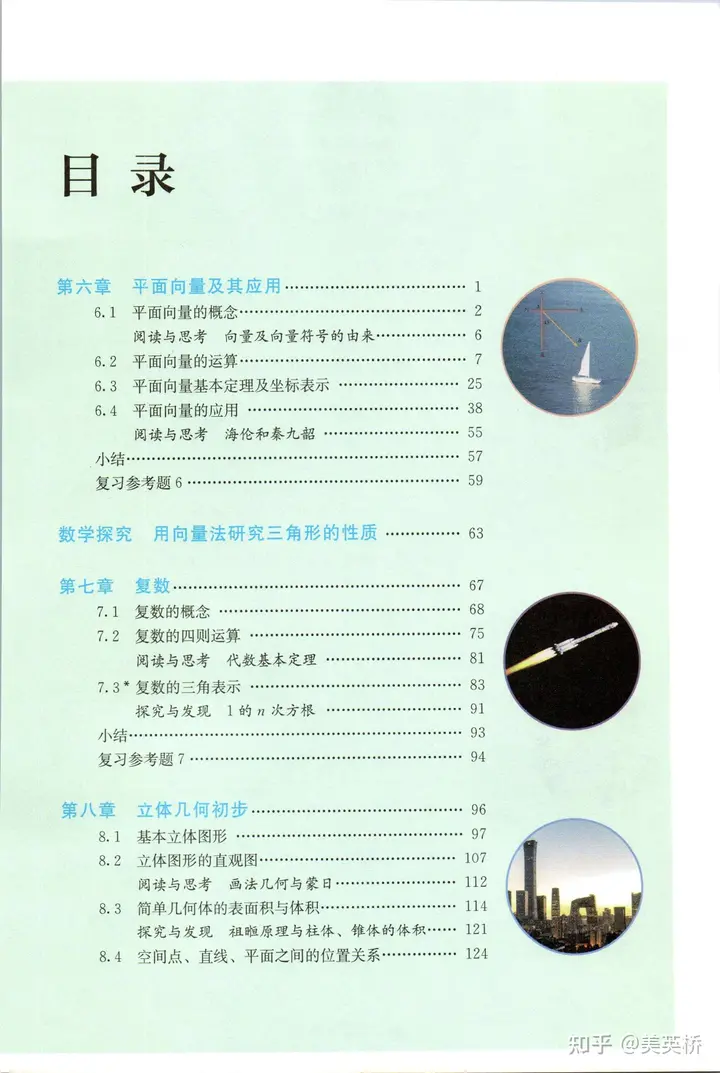 目 录
第六章 平面向量及其应用 …… 1
6.1 平面向量的概念 …… 2
阅读与思考 向量及向量符号的由来 …… 6
6.2 平面向量的运算 …… 7
6.3 平面向量基本定理及坐标表示 …… 25
6.4 平面向量的应用 …… 38
阅读与思考 海伦和秦九韶 …… 55
小结 …… 57
复习参考题 6 …… 59
数学探究 用向量法研究三角形的性质 …… 63
第七章 复数 …… 67
7.1 复数的概念 …… 68
7.2 复数的四则运算 …… 75
阅读与思考 代数基本定理 …… 81
7.3* 复数的三角表示 …… 83
探究与发现 1 的 n 次方根 …… 91
小结 …… 93
复习参考题 7 …… 94
第八章 立体几何初步 …… 96
8.1 基本立体图形 …… 97
8.2 立体图形的直观图 …… 107
阅读与思考 画法几何与蒙日 …… 112
8.3 简单几何体的表面积与体积 …… 114
探究与发现 祖暅原理与柱体、锥体的体积 …… 121
8.4 空间点、直线、平面之间的位置关系 …… 124
知乎 @美英桥